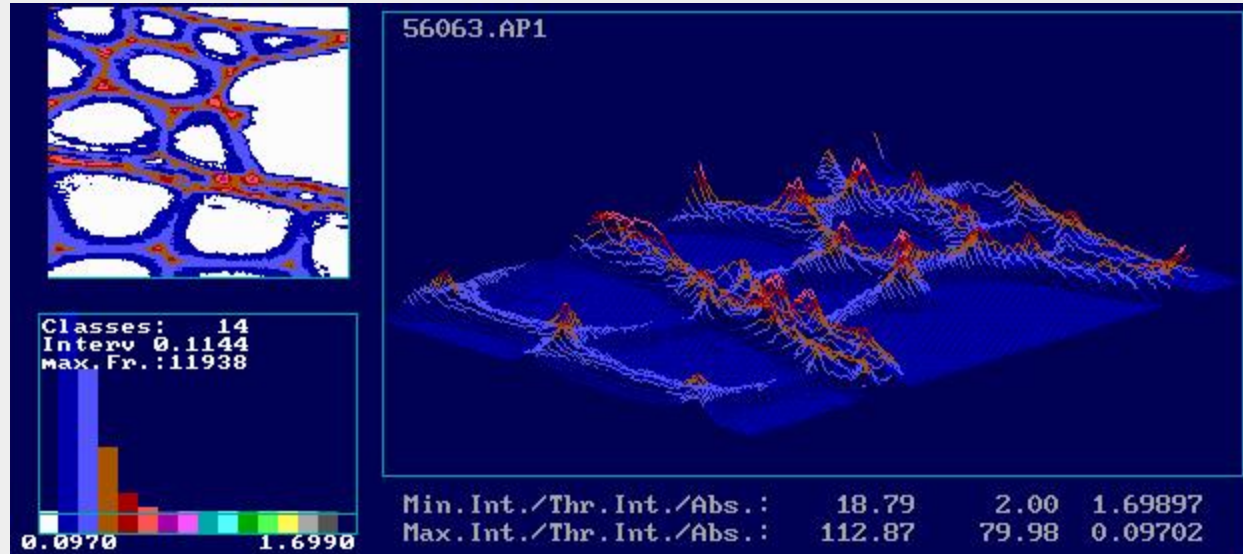 56063.AP1
Classes: 14
Interv 0.1144
max.Fr.:11938
0.0970 1.6990
Min.Int./Thr.Int./Abs.: 18.79 2.00 1.69897
Max.Int./Thr.Int./Abs.: 112.87 79.98 0.09702